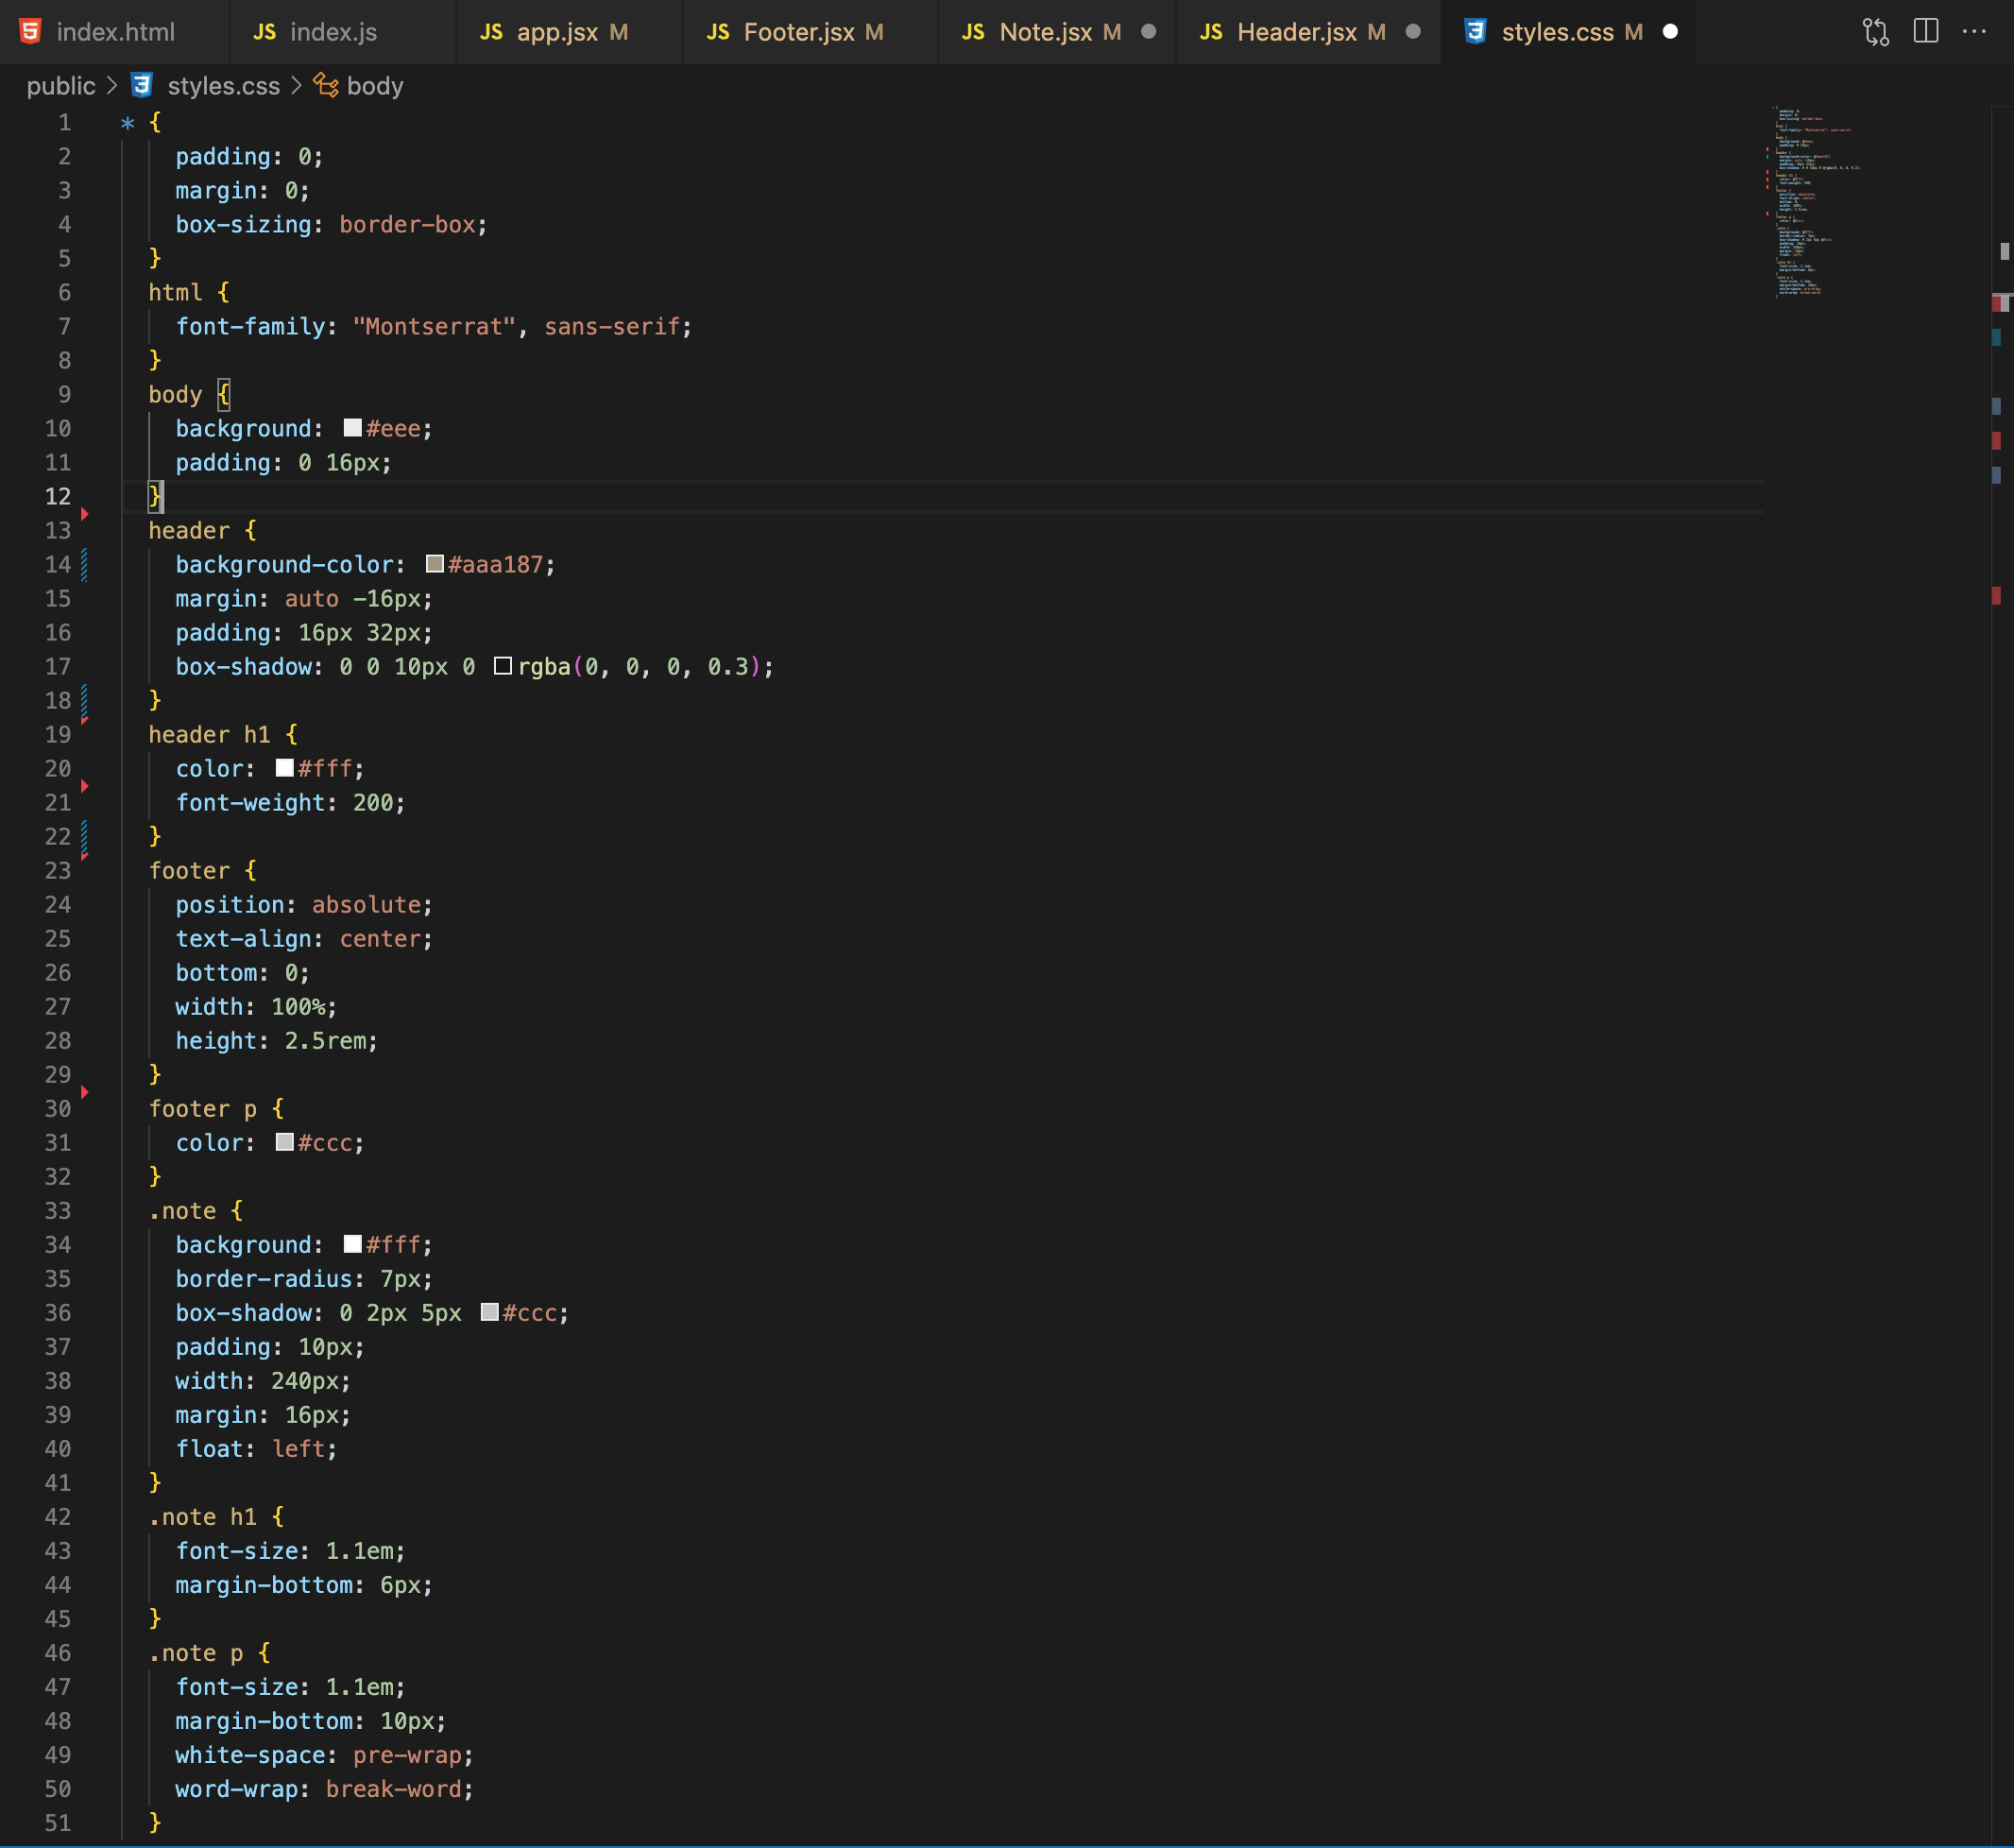 index.html JS index.js JS app.jsx M JS Footer.jsx M JS Note.jsx M JS Header.jsx M styles.css M
public > styles.css > body
1 * {
2 padding: 0;
3 margin: 0;
4 box-sizing: border-box;
5 }
6 html {
7 font-family: "Montserrat", sans-serif;
8 }
9 body {
10 background: #eee;
11 padding: 0 16px;
12 }
13 header {
14 background-color: #aaa187;
15 margin: auto -16px;
16 padding: 16px 32px;
17 box-shadow: 0 0 10px 0 rgba(0, 0, 0, 0.3);
18 }
19 header h1 {
20 color: #fff;
21 font-weight: 200;
22 }
23 footer {
24 position: absolute;
25 text-align: center;
26 bottom: 0;
27 width: 100%;
28 height: 2.5rem;
29 }
30 footer p {
31 color: #ccc;
32 }
33 .note {
34 background: #fff;
35 border-radius: 7px;
36 box-shadow: 0 2px 5px #ccc;
37 padding: 10px;
38 width: 240px;
39 margin: 16px;
40 float: left;
41 }
42 .note h1 {
43 font-size: 1.1em;
44 margin-bottom: 6px;
45 }
46 .note p {
47 font-size: 1.1em;
48 margin-bottom: 10px;
49 white-space: pre-wrap;
50 word-wrap: break-word;
51 }